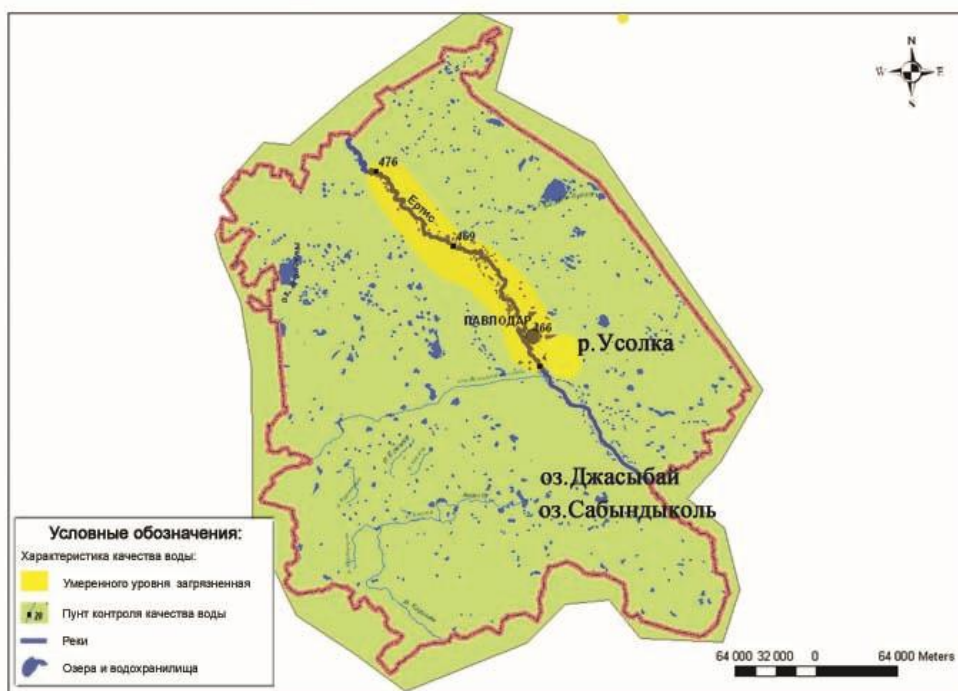 N
W E
S
476
Ертис
469
ПАВЛОДАР
466
р.Усолка
оз.Джасыбай
оз.Сабындыколь
Условные обозначения:
Характеристика качества воды:
Умеренного уровня загрязненная
Пункт контроля качества воды
Реки
Озера и водохранилища
64 000 32 000 0 64 000 Meters